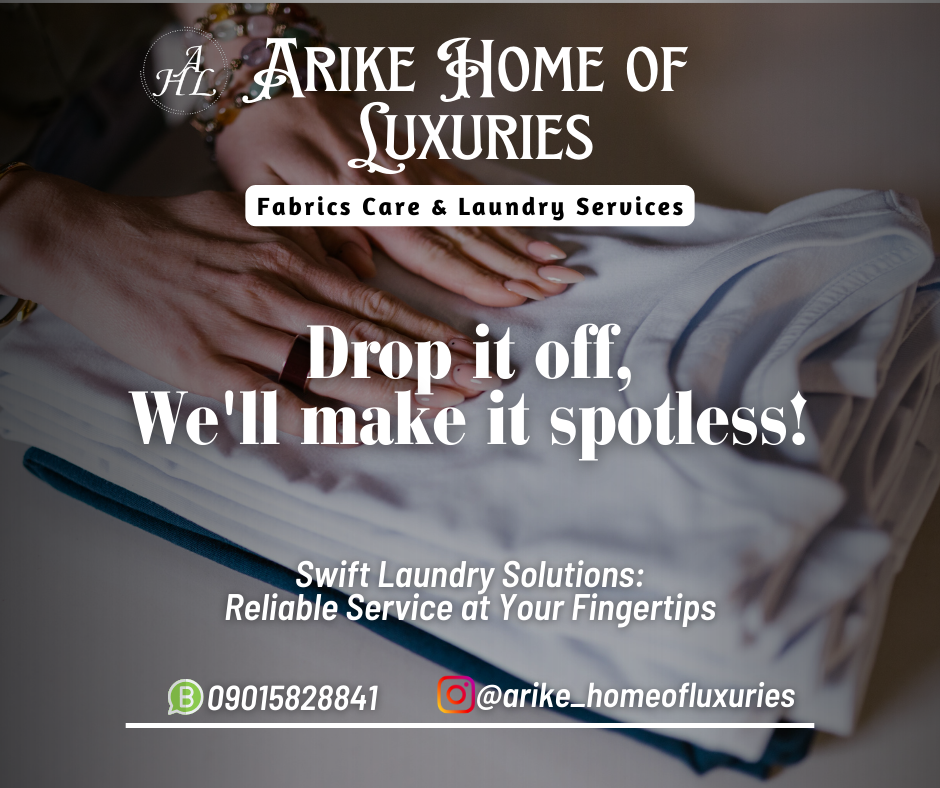 AHL
Arike Home of
Luxuries
Fabrics Care & Laundry Services
Drop it off,
We'll make it spotless!
Swift Laundry Solutions:
Reliable Service at Your Fingertips
09015828841 @arike_homeofluxuries